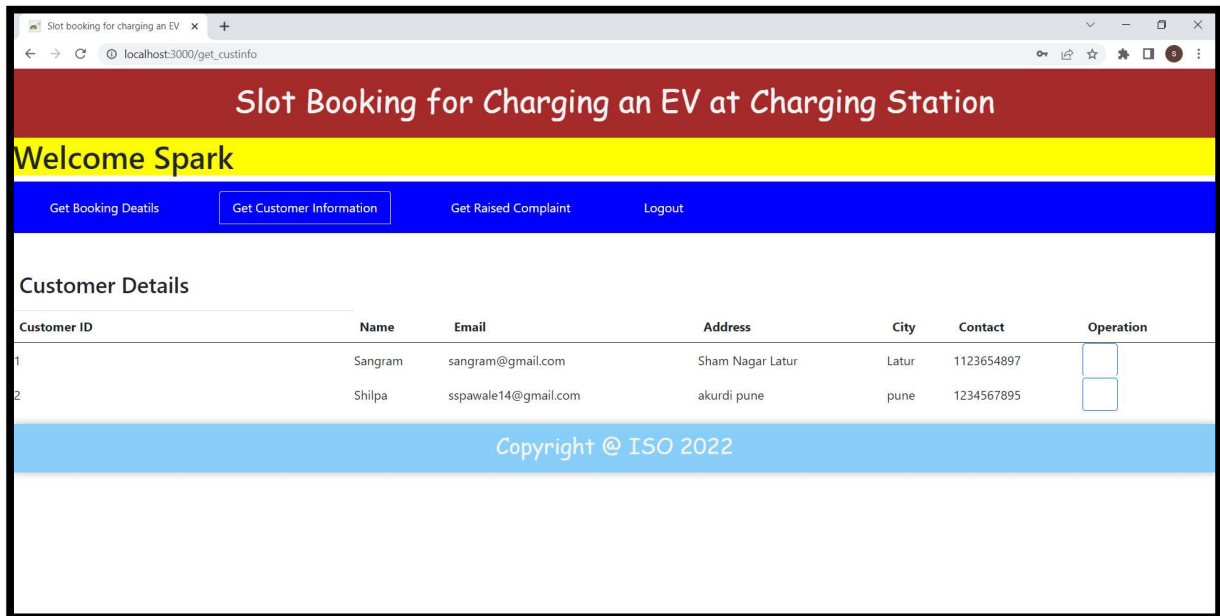 Slot booking for charging an EV
localhost:3000/get_custinfo
S
Slot Booking for Charging an EV at Charging Station
Welcome Spark
Get Booking Deatils Get Customer Information Get Raised Complaint Logout
Customer Details
Customer ID Name Email Address City Contact Operation
1 Sangram sangram@gmail.com Sham Nagar Latur Latur 1123654897
2 Shilpa sspawale14@gmail.com akurdi pune pune 1234567895
Copyright @ ISO 2022